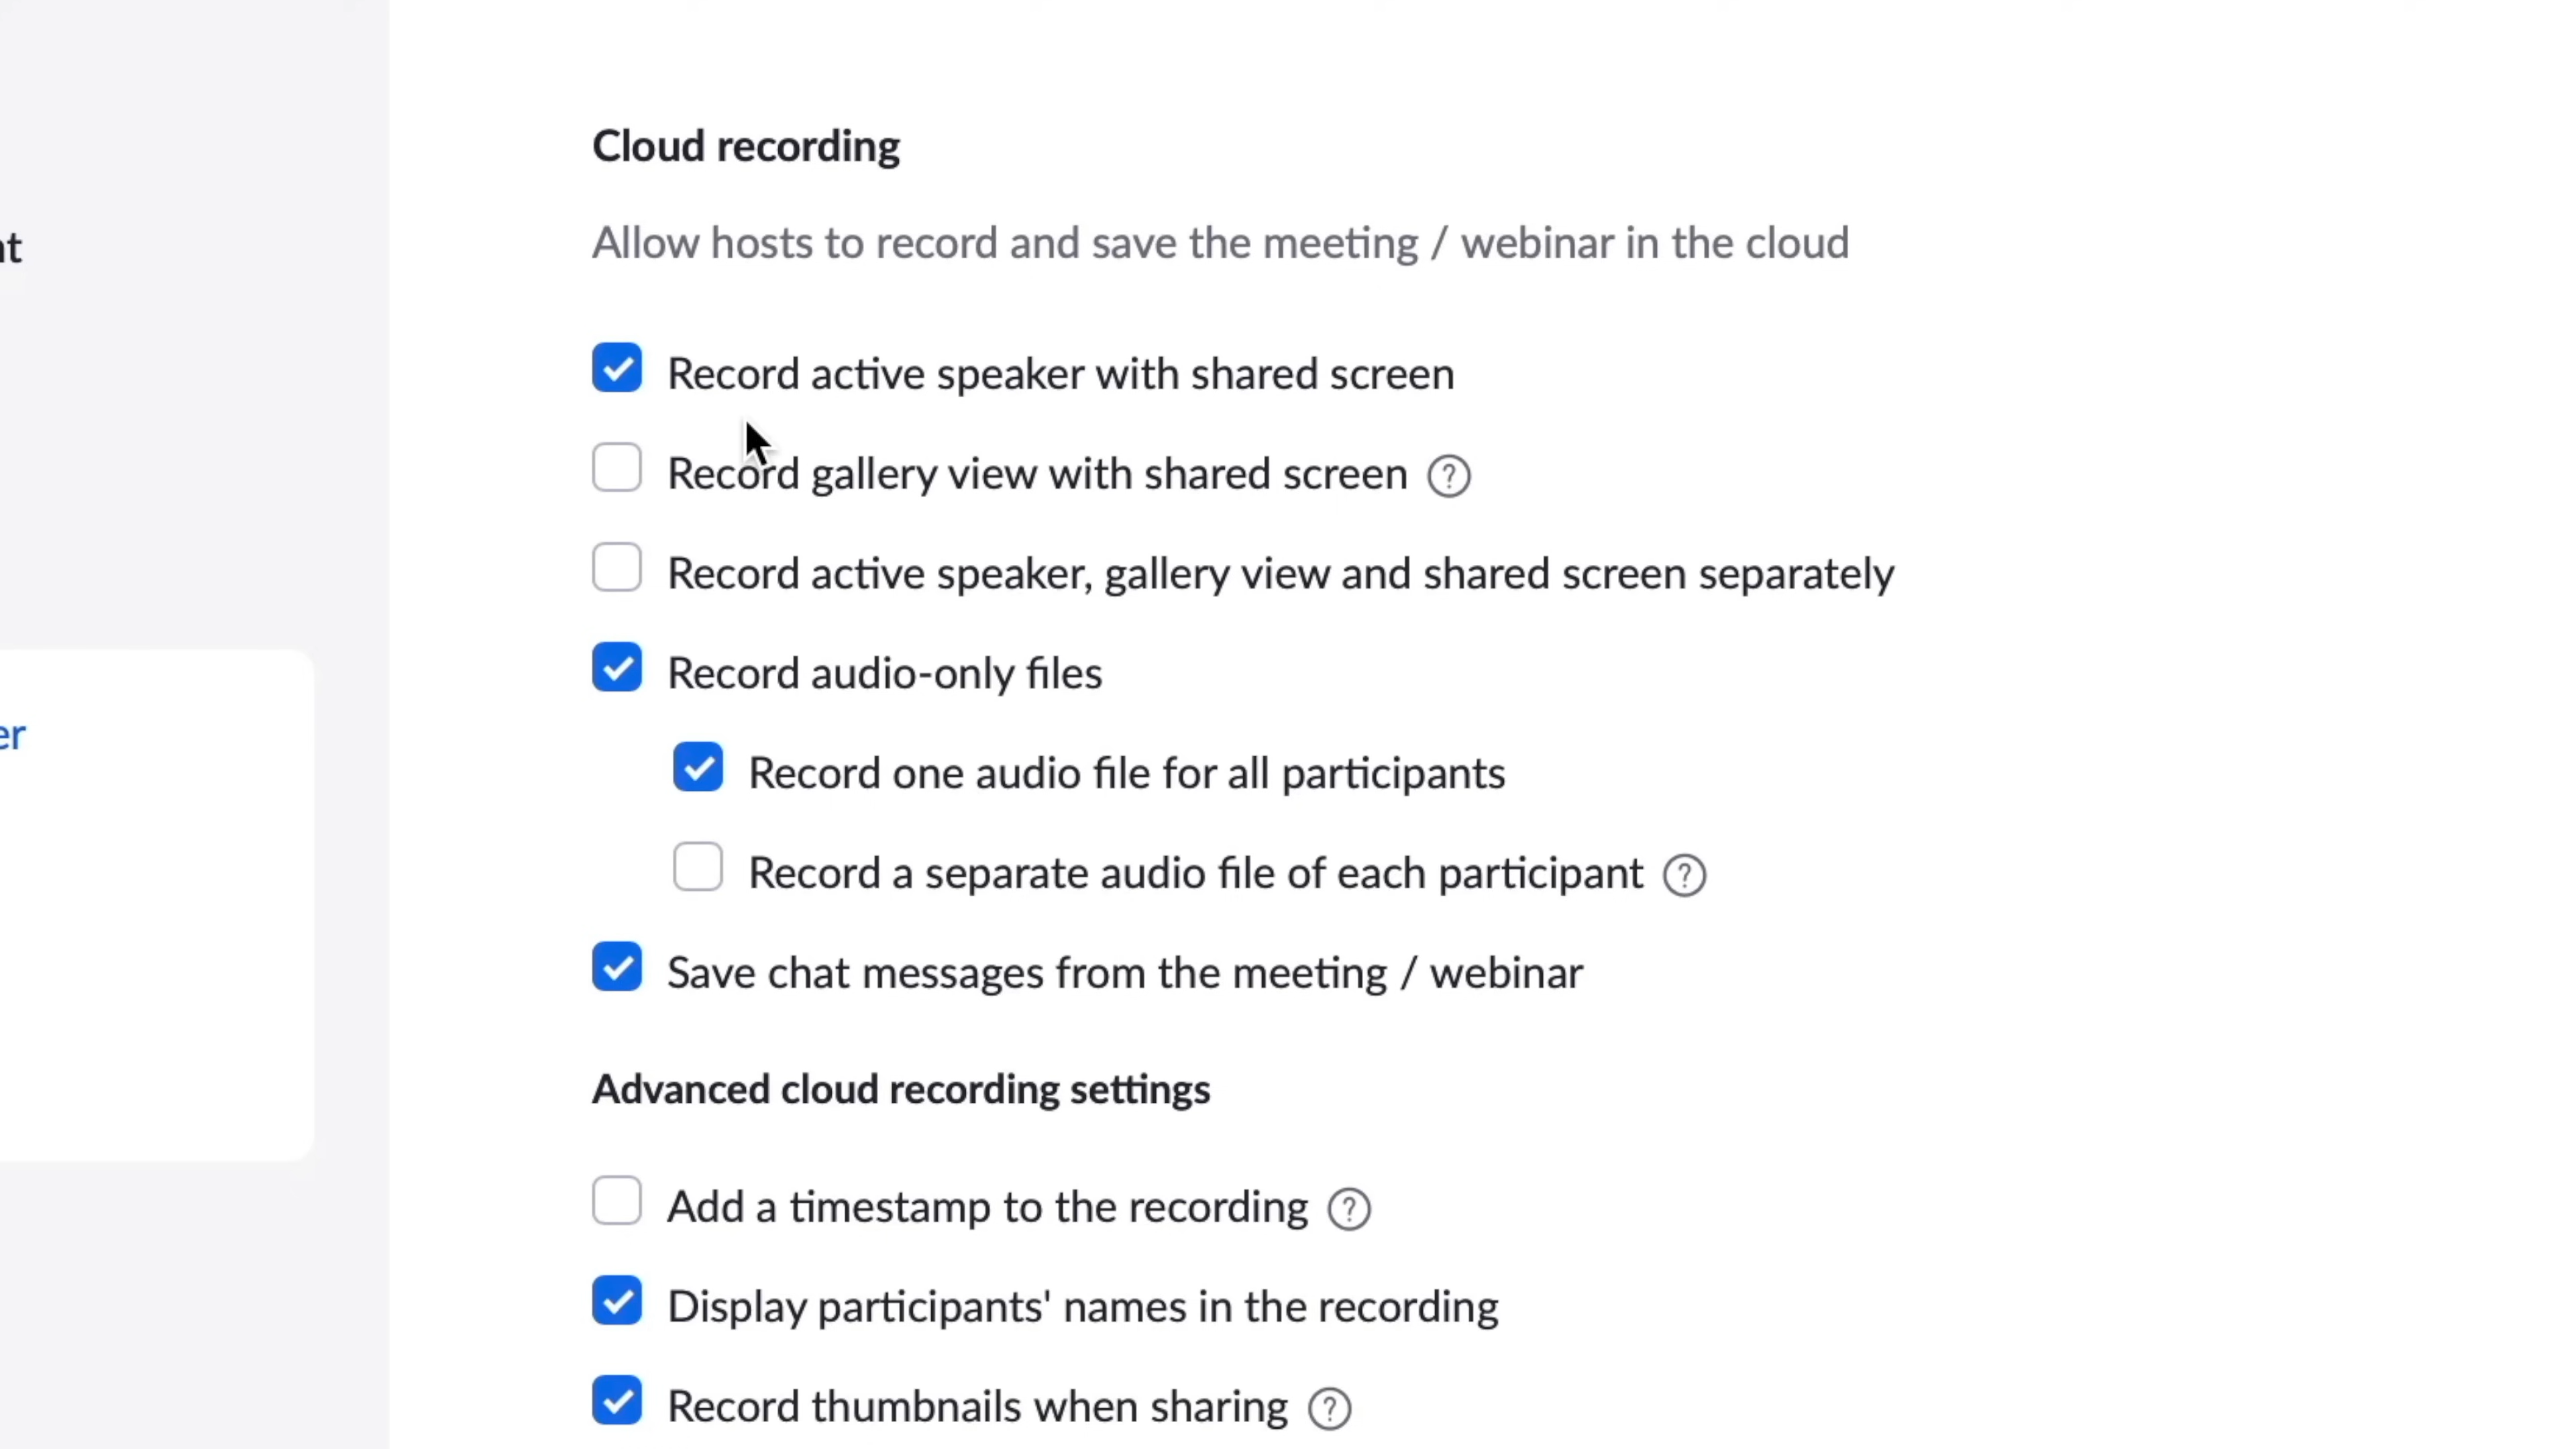 Cloud recording
nt
Allow hosts to record and save the meeting / webinar in the cloud
Record active speaker with shared screen
Record gallery view with shared screen ?
Record active speaker, gallery view and shared screen separately
Record audio-only files
er
Record one audio file for all participants
Record a separate audio file of each participant ?
Save chat messages from the meeting / webinar
Advanced cloud recording settings
Add a timestamp to the recording ?
Display participants' names in the recording
Record thumbnails when sharing ?